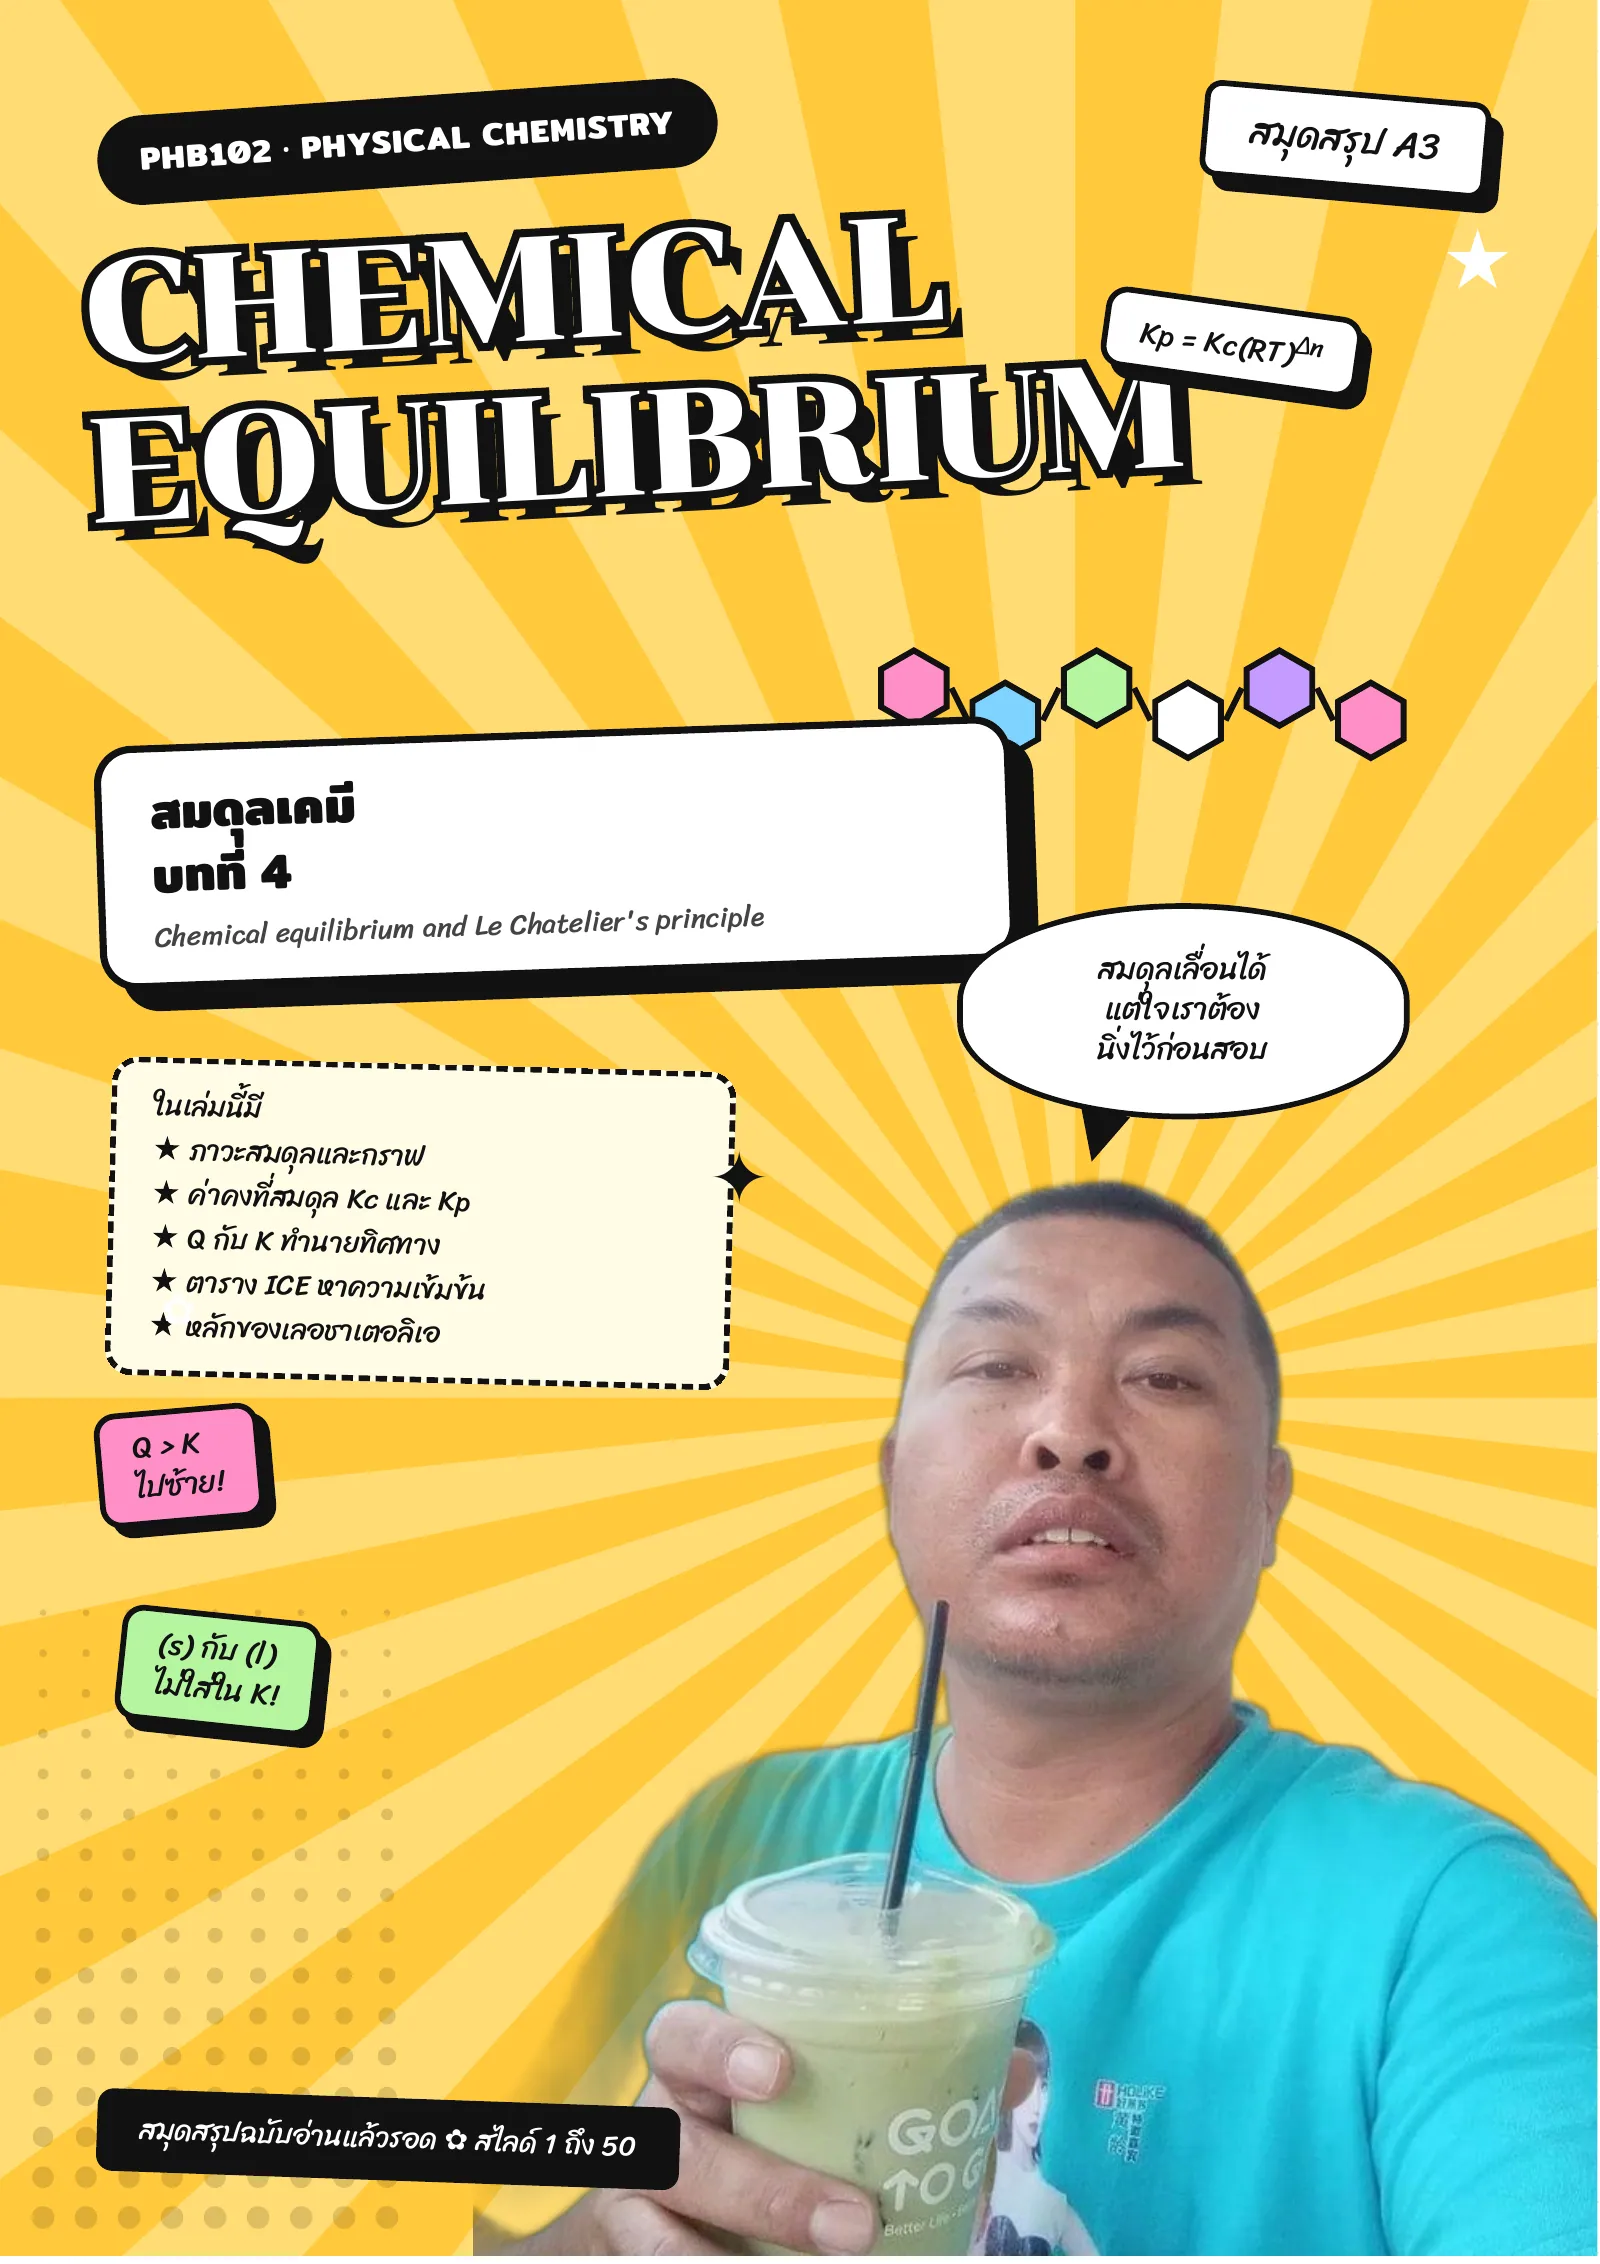 PHB102 · PHYSICAL CHEMISTRY
สมุดสรุป A3
CHEMICAL
EQUILIBRIUM
Kp = Kc(RT)^Δn
สมดุลเคมี
บทที่ 4
Chemical equilibrium and Le Chatelier's principle
สมดุลเลื่อนได้
แต่ใจเราต้อง
นิ่งไว้ก่อนสอบ
ในเล่มนี้มี
★ ภาวะสมดุลและกราฟ
★ ค่าคงที่สมดุล Kc และ Kp
★ Q กับ K ทำนายทิศทาง
★ ตาราง ICE หาความเข้มข้น
★ หลักของเลอชาเตอลิเอ
Q > K
ไปซ้าย!
(s) กับ (l)
ไม่ใส่ใน K!
สมุดสรุปฉบับอ่านแล้วรอด ✿ สไลด์ 1 ถึง 50
TO G
Better Life
HOLIKE